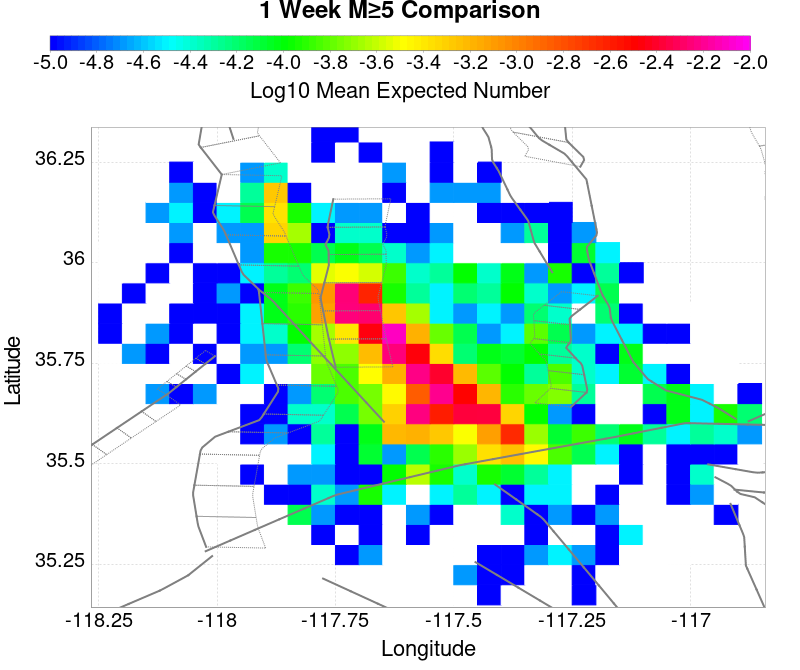 1 Week M≥5 Comparison
-5.0 -4.8 -4.6 -4.4 -4.2 -4.0 -3.8 -3.6 -3.4 -3.2 -3.0 -2.8 -2.6 -2.4 -2.2 -2.0
Log10 Mean Expected Number
36.25
36
35.75
35.5
35.25
Latitude
-118.25 -118 -117.75 -117.5 -117.25 -117
Longitude